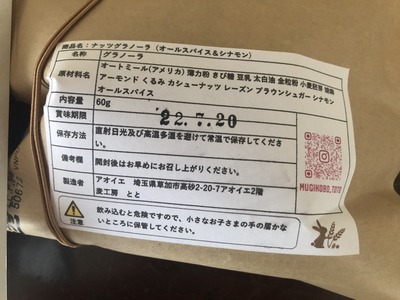 商品名：ナッツグラノーラ（オールスパイス＆シナモン）
名称 グラノーラ
原材料名 オートミール(アメリカ) 薄力粉 きび糖 豆乳 太白油 全粒粉 小麦胚芽
アーモンド くるみ カシューナッツ レーズン ブラウンシュガー シナモン
オールスパイス
内容量 60g
賞味期限 22.7.20
保存方法 直射日光及び高温多湿を避けて常温で保存してください。
備考欄 開封後はお早めにお召し上がりください。
製造者 アオイエ 埼玉県草加市高砂2-20-7アオイエ2階
麦工房 とと
MUGIKOBO_TOTO
注意 飲み込むと危険ですので、小さなお子さまの手の届かな
いところに保管してください。